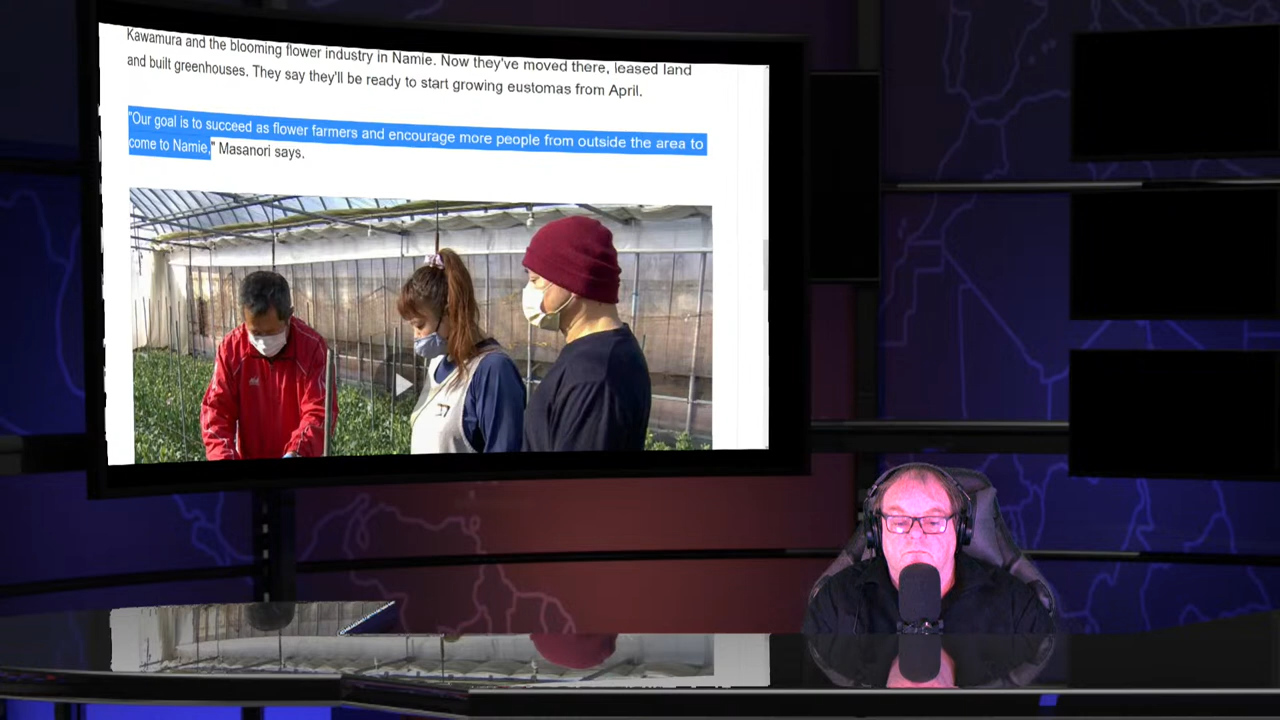 Kawamura and the blooming flower industry in Namie. Now they've moved there, leased land
and built greenhouses. They say they'll be ready to start growing eustomas from April.
"Our goal is to succeed as flower farmers and encourage more people from outside the area to
come to Namie," Masanori says.